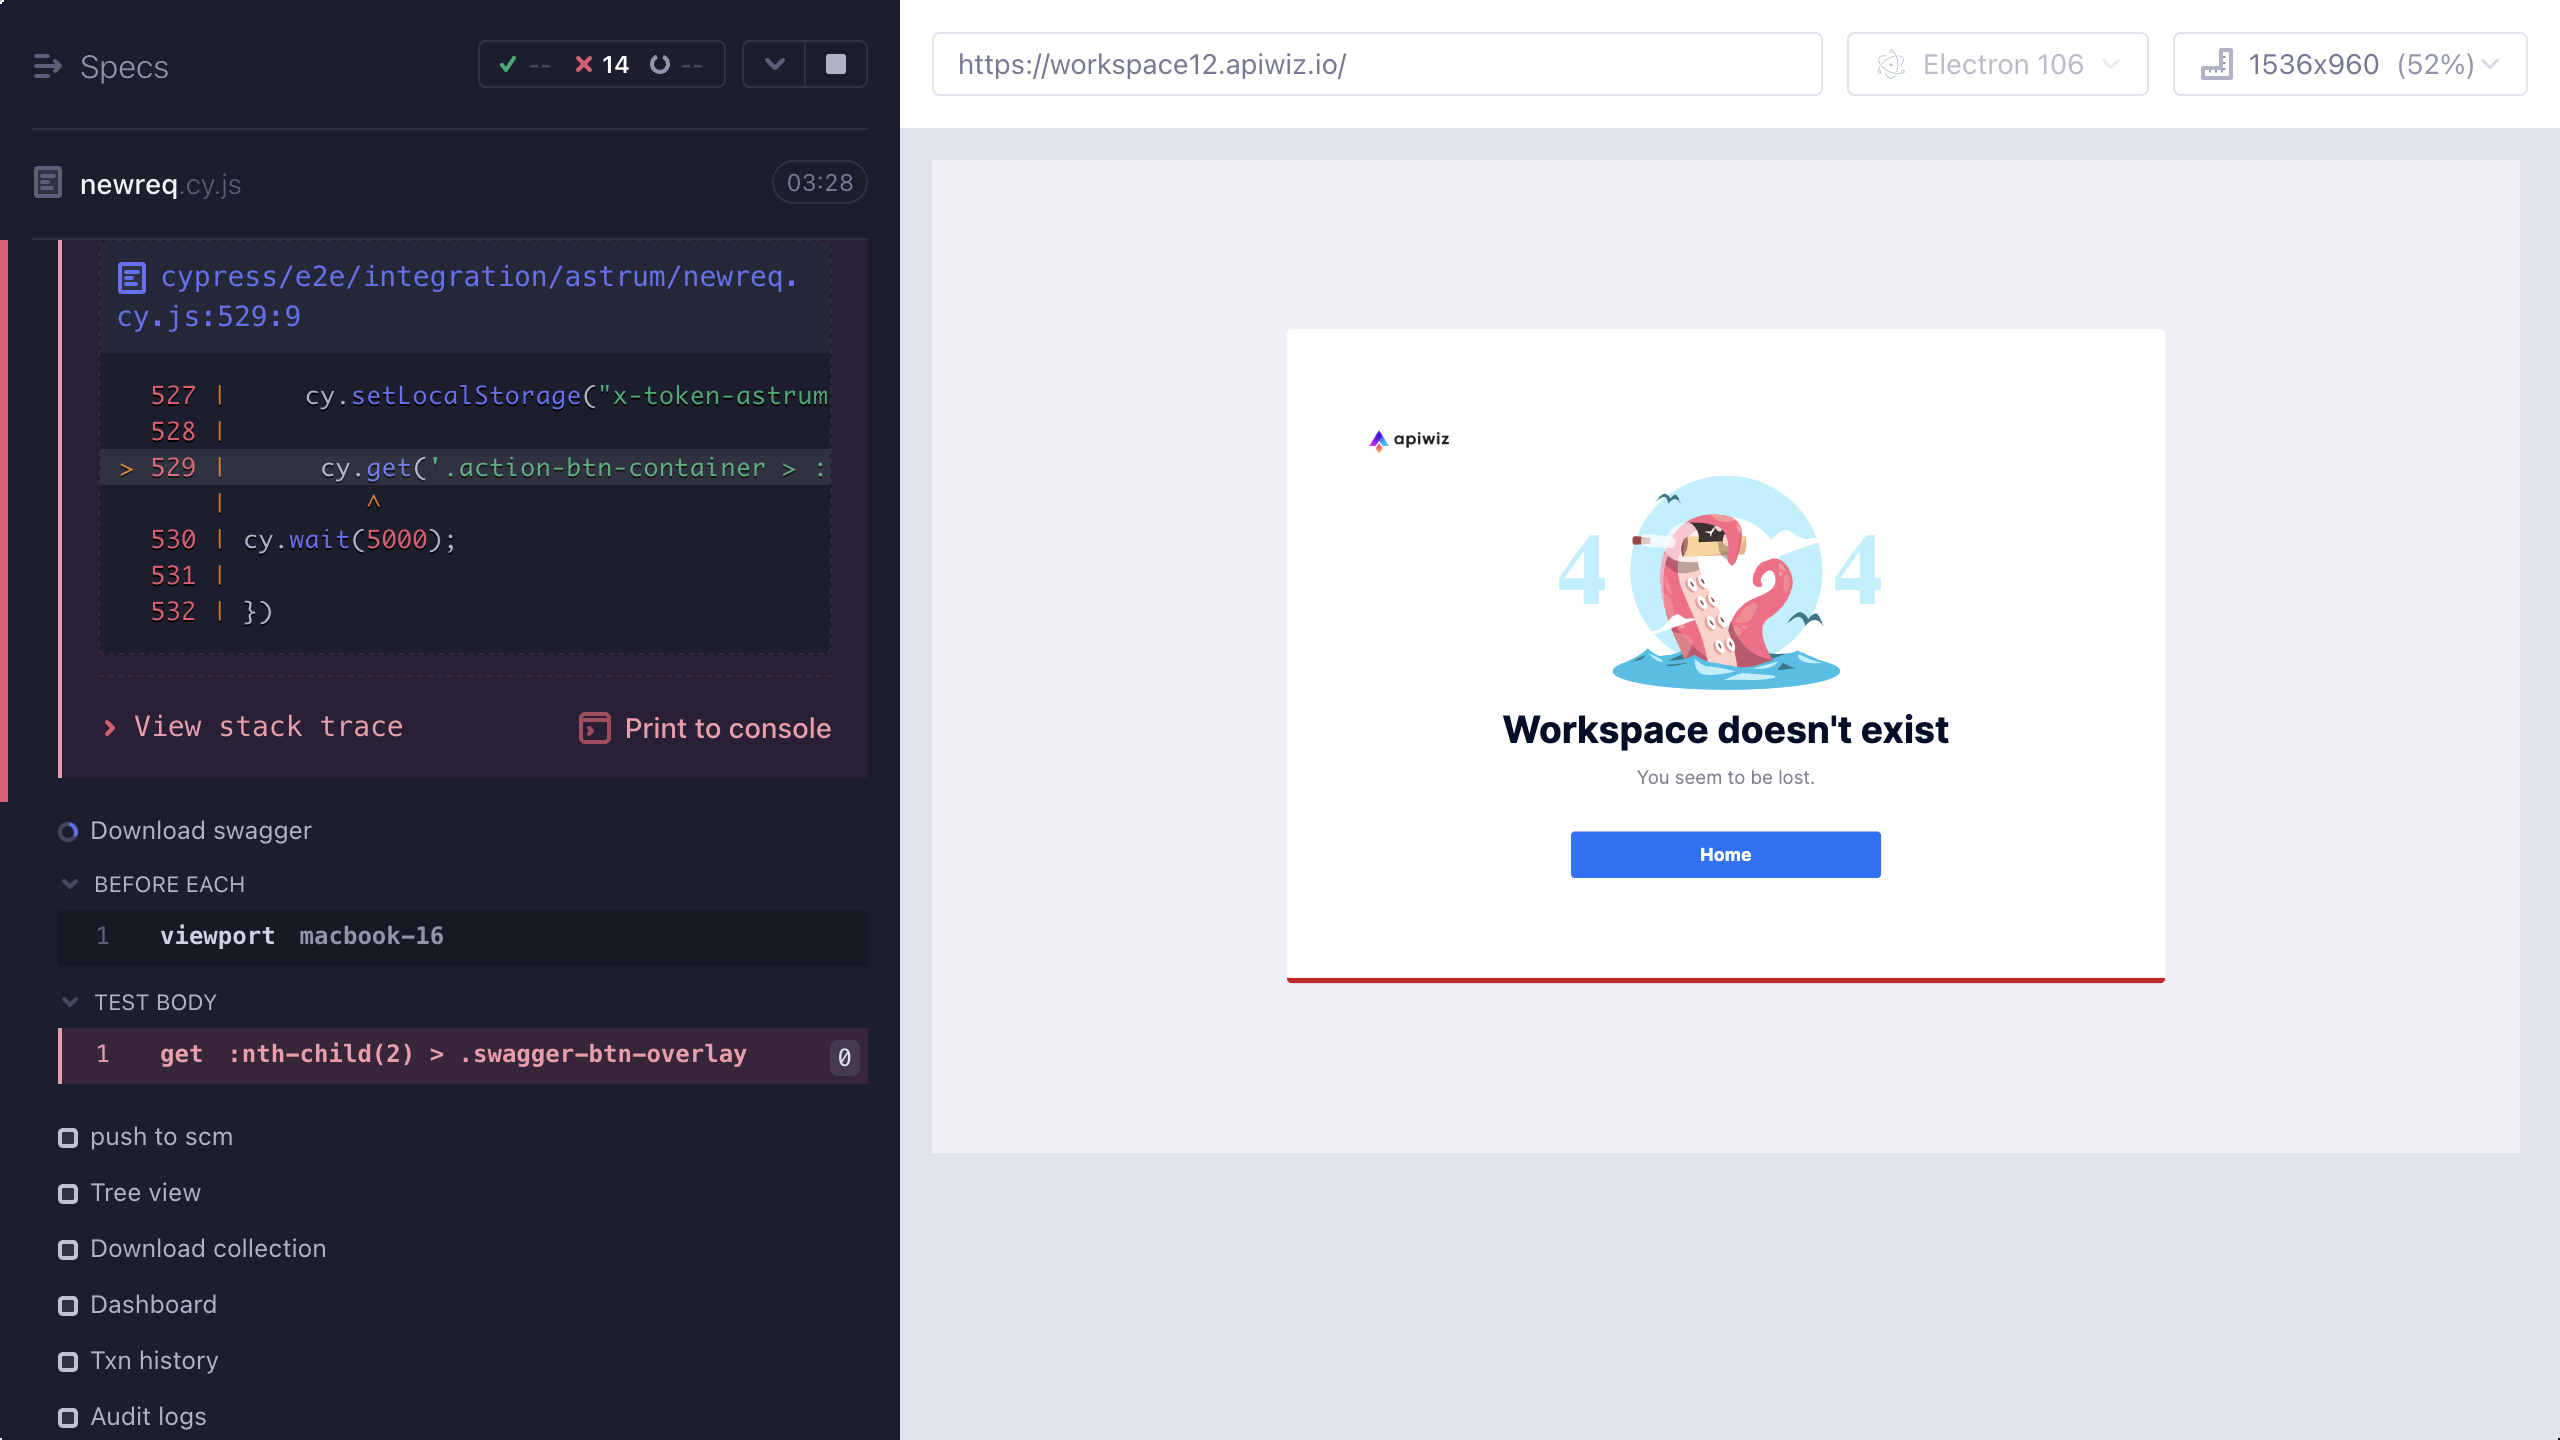 Specs
-- 14 --
newreq.cy.js
03:28
cypress/e2e/integration/astrum/newreq.
cy.js:529:9
527 | cy.setLocalStorage("x-token-astrum
528 |
> 529 | cy.get('.action-btn-container > :
| ^
530 | cy.wait(5000);
531 |
532 | })
View stack trace
Print to console
Download swagger
BEFORE EACH
1 viewport macbook-16
TEST BODY
1 get :nth-child(2) > .swagger-btn-overlay 0
push to scm
Tree view
Download collection
Dashboard
Txn history
Audit logs
https://workspace12.apiwiz.io/
Electron 106
1536x960 (52%)
apiwiz
4 4
Workspace doesn't exist
You seem to be lost.
Home